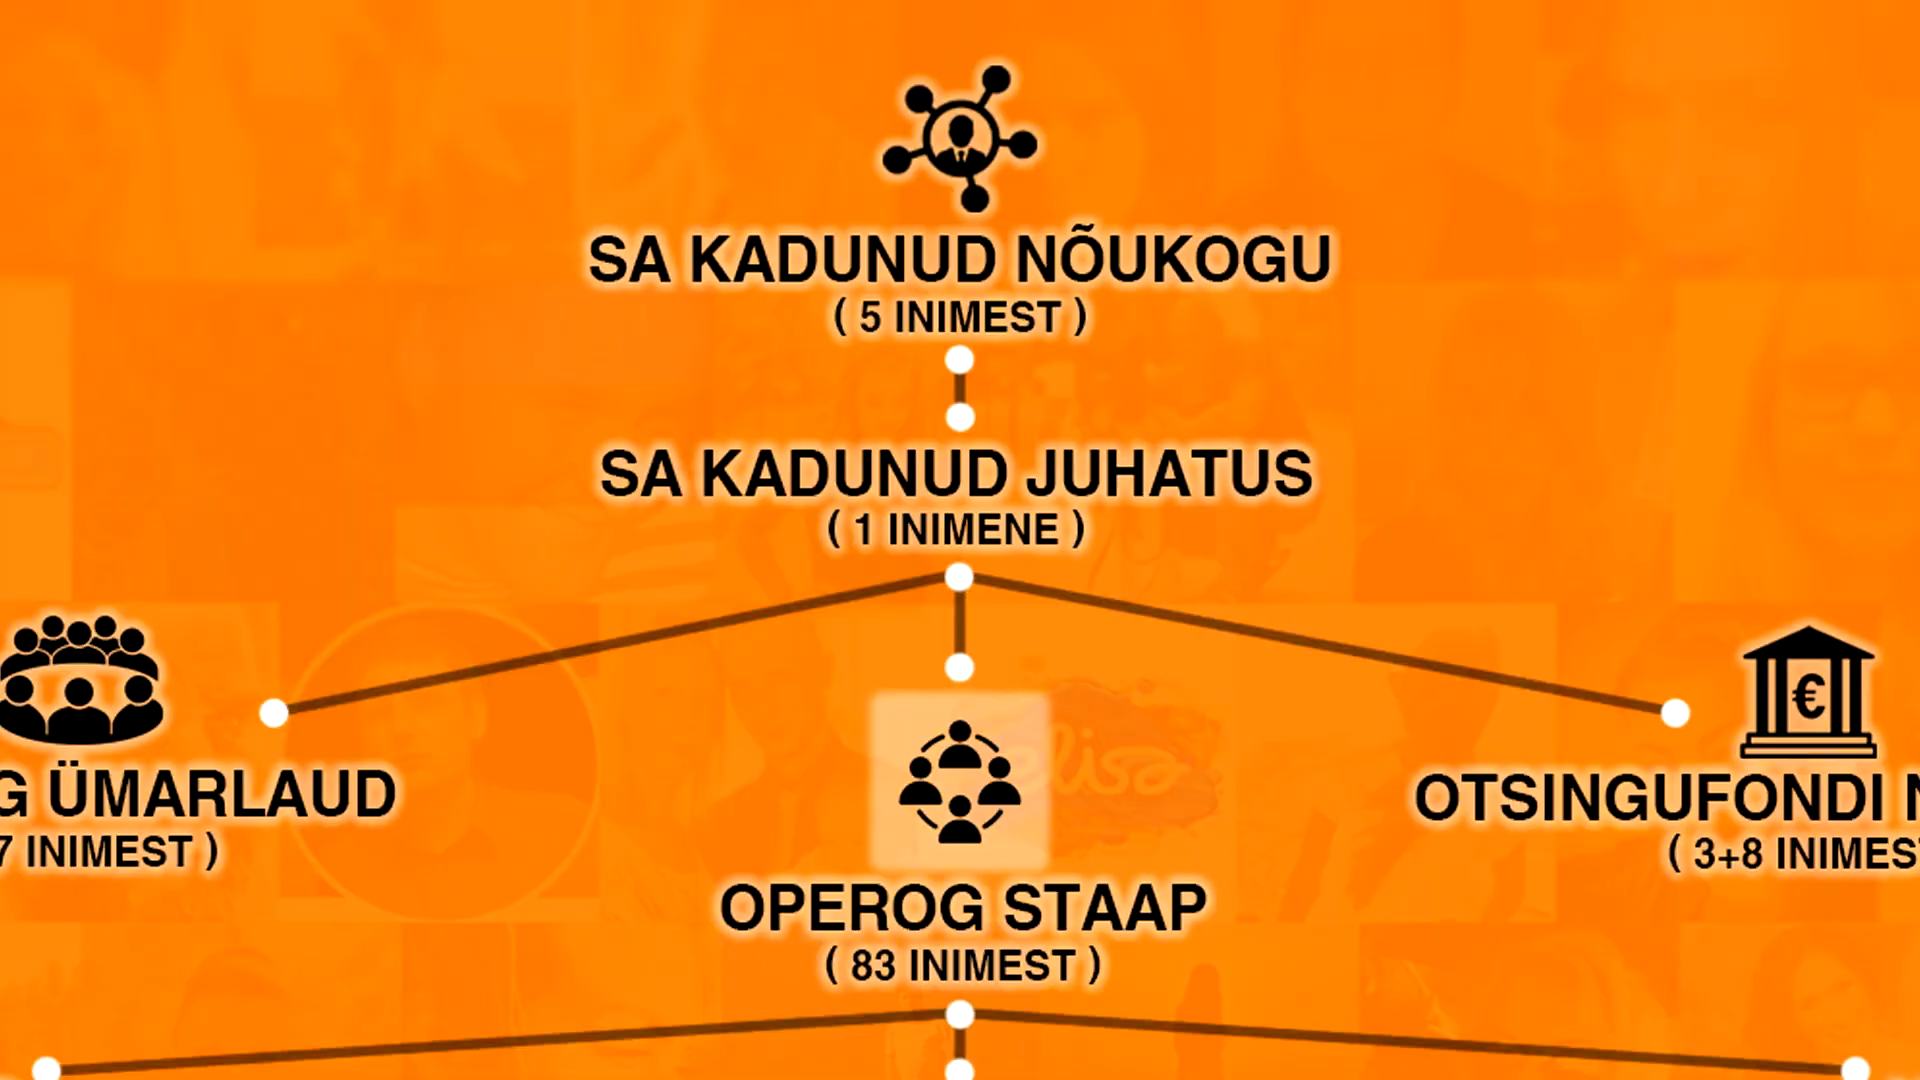 SA KADUNUD NÕUKOGU
( 5 INIMEST )
SA KADUNUD JUHATUS
( 1 INIMENE )
€
elisa
G ÜMARLAUD
7 INIMEST )
OTSINGUFONDI
( 3+8 INIMEST
OPEROG STAAP
( 83 INIMEST )